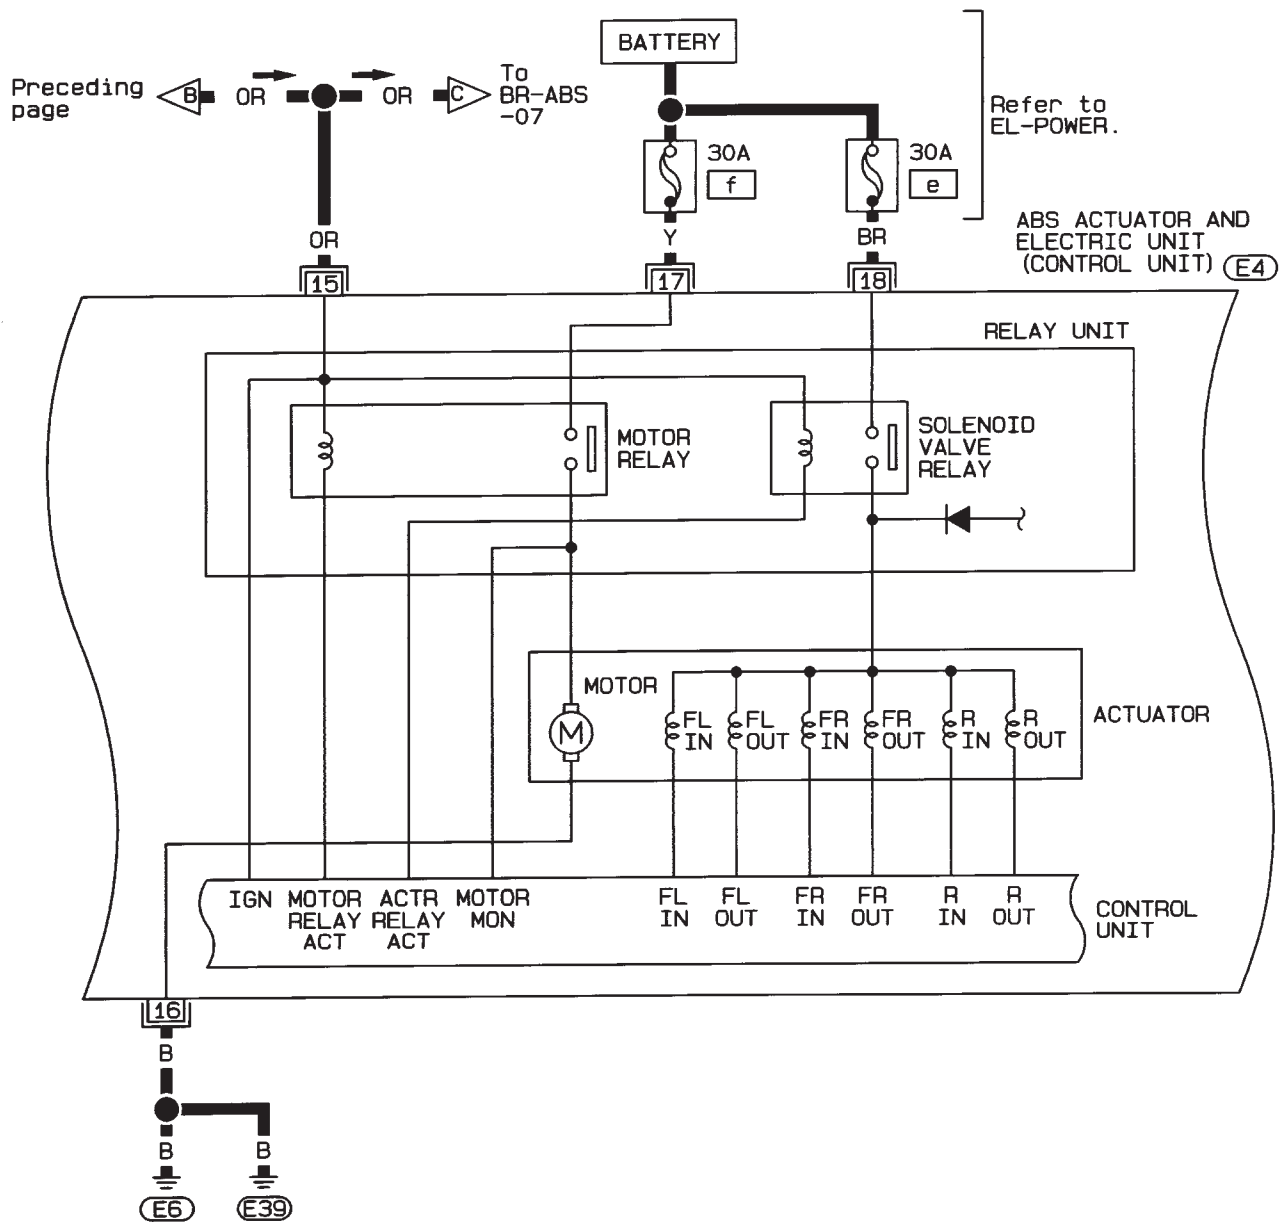 BATTERY
Preceding
page
B
OR
OR
C
To
BR-ABS
-07
Refer to
EL-POWER.
30A
f
30A
e
OR
Y
BR
ABS ACTUATOR AND
ELECTRIC UNIT
(CONTROL UNIT)
E4
15
17
18
RELAY UNIT
MOTOR
RELAY
SOLENOID
VALVE
RELAY
MOTOR
M
FL
IN
FL
OUT
FR
IN
FR
OUT
R
IN
R
OUT
ACTUATOR
IGN
MOTOR
RELAY
ACT
ACTR
RELAY
ACT
MOTOR
MON
FL
IN
FL
OUT
FR
IN
FR
OUT
R
IN
R
OUT
CONTROL
UNIT
16
B
B
B
E6
E39